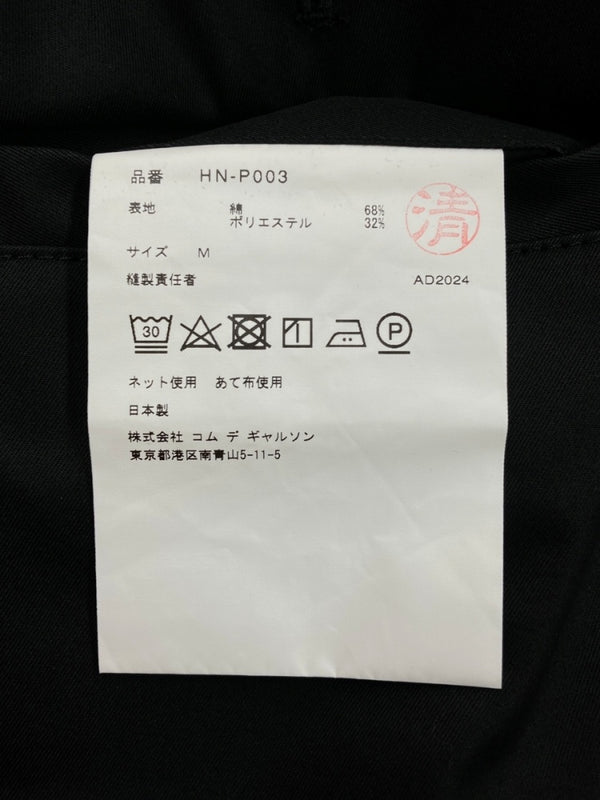 品番 HN-P003
表地 綿 68%
ポリエステル 32%
清
サイズ M
縫製責任者 AD2024
30 P
ネット使用 あて布使用
日本製
株式会社 コム デ ギャルソン
東京都港区南青山5-11-5